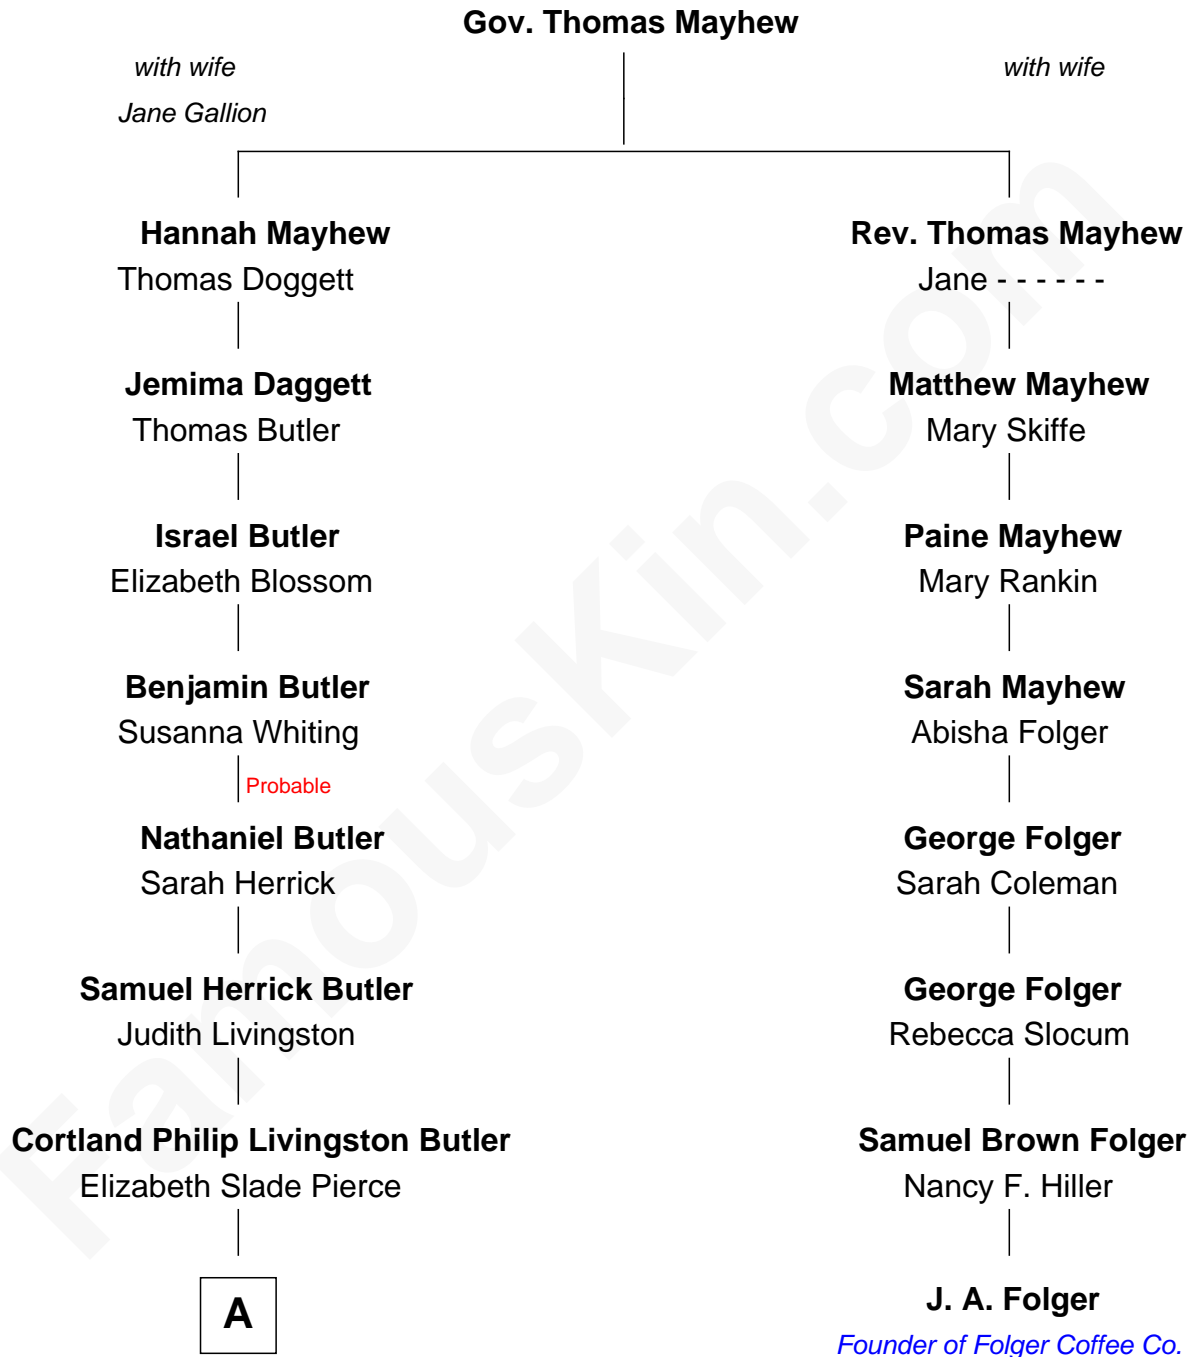 Gov. Thomas Mayhew
with wife
with wife
Jane Gallion
Hannah Mayhew
Rev. Thomas Mayhew
Thomas Doggett
Jane - - - - - -
Jemima Daggett
Matthew Mayhew
Thomas Butler
Mary Skiffe
Israel Butler
Paine Mayhew
Elizabeth Blossom
Mary Rankin
Benjamin Butler
Sarah Mayhew
Susanna Whiting
Abisha Folger
Probable
Nathaniel Butler
George Folger
Sarah Herrick
Sarah Coleman
Samuel Herrick Butler
George Folger
Judith Livingston
Rebecca Slocum
Cortland Philip Livingston Butler
Samuel Brown Folger
Elizabeth Slade Pierce
Nancy F. Hiller
A
J. A. Folger
Founder of Folger Coffee Co.
FamousKin.com